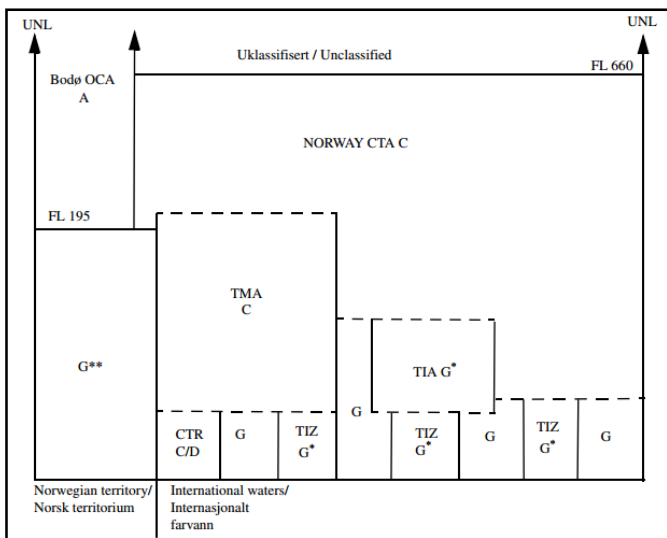 UNL
UNL
Uklassifisert / Unclassified
FL 660
Bodø OCA
A
NORWAY CTA C
FL 195
TMA
C
G**
TIA G*
G
CTR
C/D
G
TIZ
G*
TIZ
G*
G
TIZ
G*
G
Norwegian territory/
Norsk territorium
International waters/
Internasjonalt
farvann